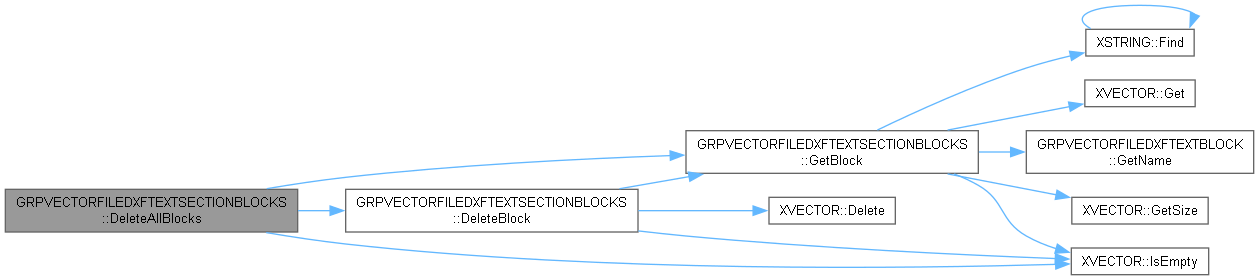 GRPVECTORFILEDXFTEXTSECTIONBLOCKS
::DeleteAllBlocks
GRPVECTORFILEDXFTEXTSECTIONBLOCKS
::DeleteBlock
GRPVECTORFILEDXFTEXTSECTIONBLOCKS
::GetBlock
XVECTOR::Delete
XSTRING::Find
XVECTOR::Get
GRPVECTORFILEDXFTEXTBLOCK
::GetName
XVECTOR::GetSize
XVECTOR::IsEmpty